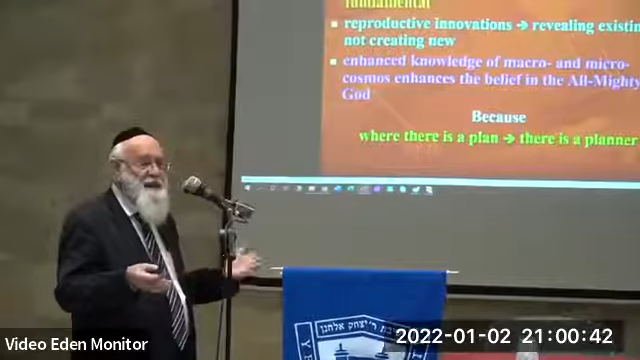 fundamental
reproductive innovations → revealing existin
not creating new
enhanced knowledge of macro- and micro-
cosmos enhances the belief in the All-Mighty
God
Because
where there is a plan → there is a planner
יצחק אלחנן
Video Eden Monitor
2022-01-02 21:00:42